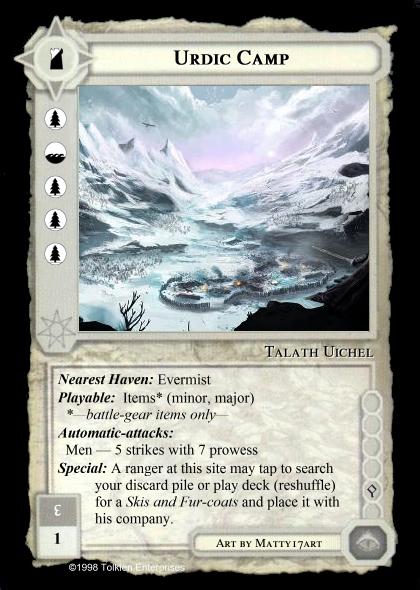 Urdic Camp
Talath Uichel
Nearest Haven: Evermist
Playable: Items* (minor, major)
*—battle-gear items only—
Automatic-attacks:
Men — 5 strikes with 7 prowess
Special: A ranger at this site may tap to search
your discard pile or play deck (reshuffle)
for a Skis and Fur-coats and place it with
his company.
ε
1
Art by Matty17art
©1998 Tolkien Enterprises